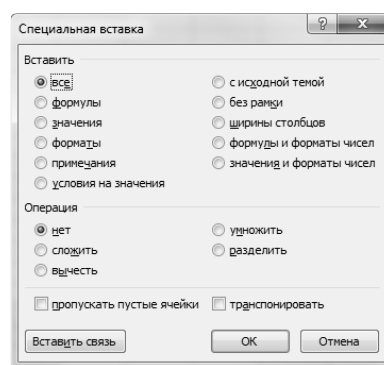 Специальная вставка
Вставить
все
с исходной темой
формулы
без рамки
значения
ширины столбцов
форматы
формулы и форматы чисел
примечания
значения и форматы чисел
условия на значения
Операция
нет
умножить
сложить
разделить
вычесть
пропускать пустые ячейки
транспонировать
Вставить связь
ОК
Отмена